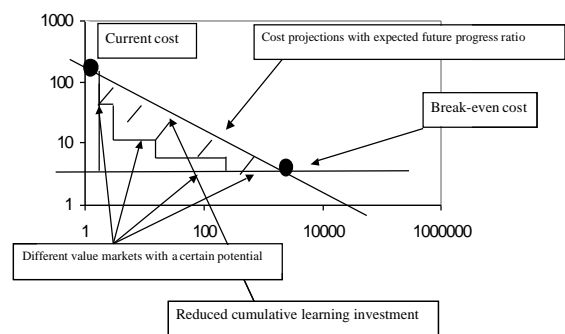 1000
Current cost
Cost projections with expected future progress ratio
100
Break-even cost
10
1
1
100
10000
1000000
Different value markets with a certain potential
Reduced cumulative learning investment